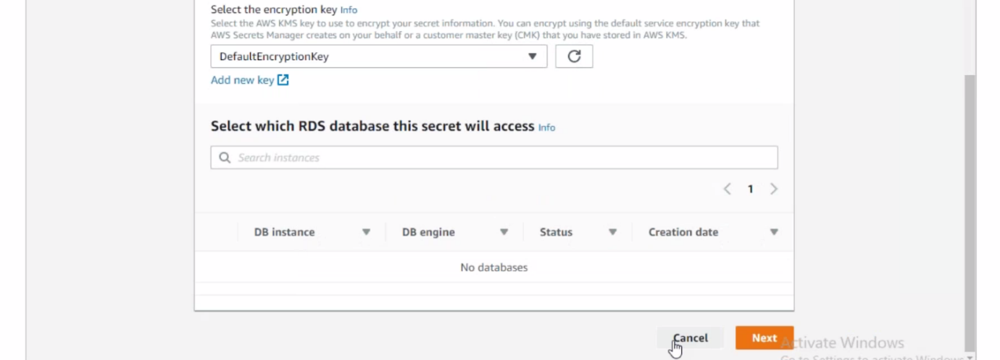 Select the encryption key Info
Select the AWS KMS key to use to encrypt your secret information. You can encrypt using the default service encryption key that
AWS Secrets Manager creates on your behalf or a customer master key (CMK) that you have stored in AWS KMS.
DefaultEncryptionKey
Add new key
Select which RDS database this secret will access Info
Search instances
1
DB instance DB engine Status Creation date
No databases
Cancel Next
Activate Windows
Go to Settings to activate Windows